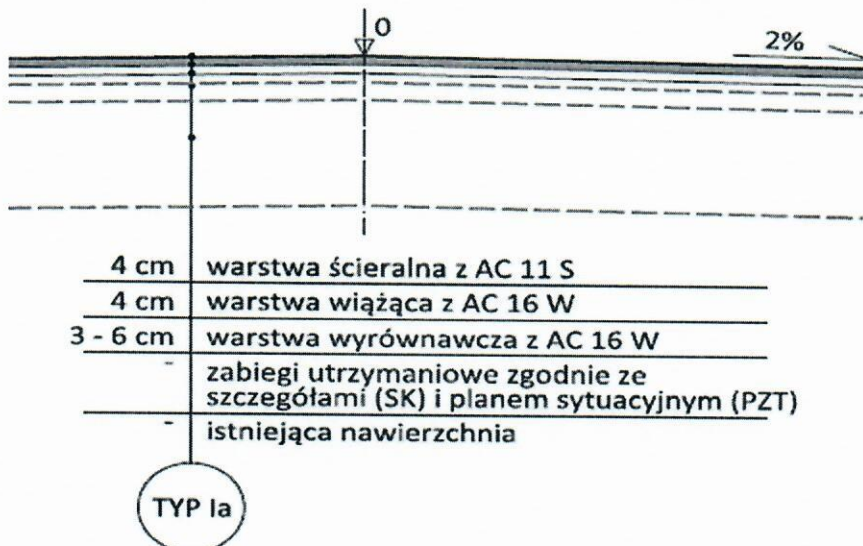 0
2%
4 cm warstwa ścieralna z AC 11 S
4 cm warstwa wiążąca z AC 16 W
3 - 6 cm warstwa wyrównawcza z AC 16 W
- zabiegi utrzymaniowe zgodnie ze
szczegółami (SK) i planem sytuacyjnym (PZT)
- istniejąca nawierzchnia
TYP Ia